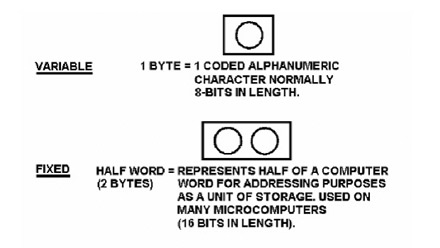 VARIABLE 1 BYTE = 1 CODED ALPHANUMERIC
CHARACTER NORMALLY
8-BITS IN LENGTH.
FIXED HALF WORD = REPRESENTS HALF OF A COMPUTER
(2 BYTES) WORD FOR ADDRESSING PURPOSES
AS A UNIT OF STORAGE. USED ON
MANY MICROCOMPUTERS
(16 BITS IN LENGTH).